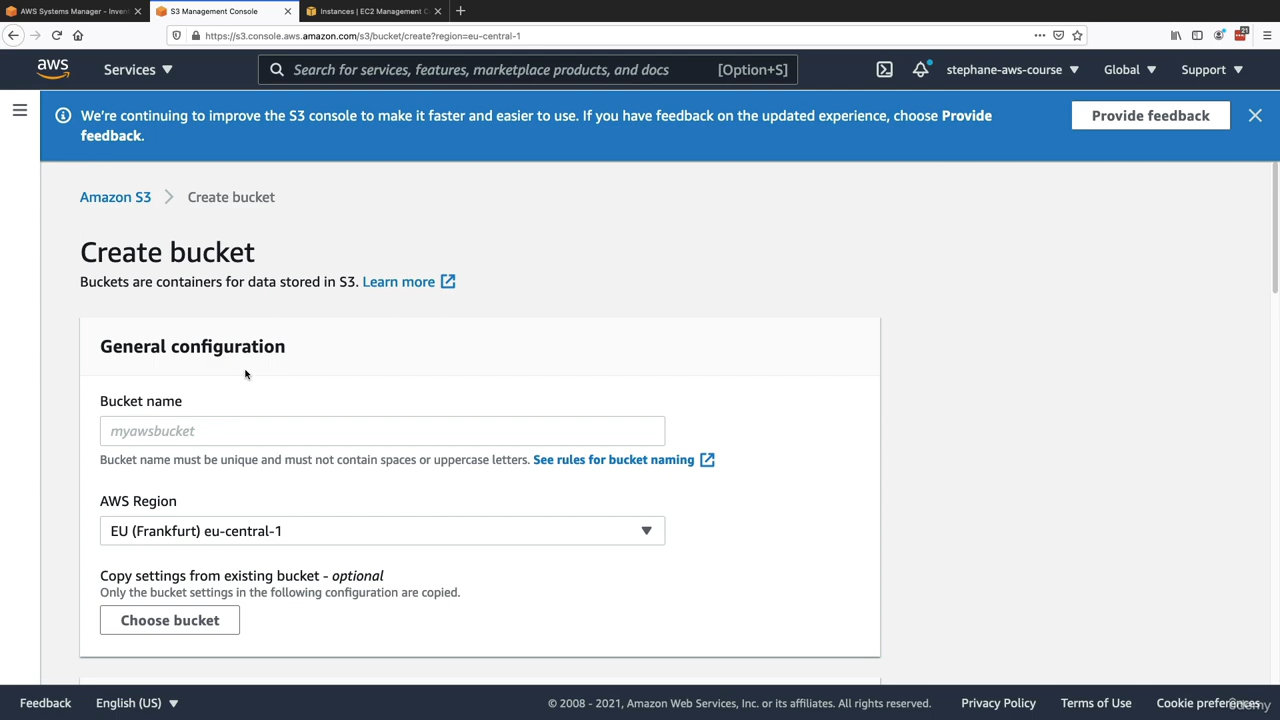 AWS Systems Manager - Inven
S3 Management Console
Instances | EC2 Management C
https://s3.console.aws.amazon.com/s3/bucket/create?region=eu-central-1
aws
Services
Search for services, features, marketplace products, and docs
[Option+S]
stephane-aws-course
Global
Support
We're continuing to improve the S3 console to make it faster and easier to use. If you have feedback on the updated experience, choose Provide
feedback.
Provide feedback
Amazon S3
Create bucket
Create bucket
Buckets are containers for data stored in S3. Learn more
General configuration
Bucket name
myawsbucket
Bucket name must be unique and must not contain spaces or uppercase letters. See rules for bucket naming
AWS Region
EU (Frankfurt) eu-central-1
Copy settings from existing bucket - optional
Only the bucket settings in the following configuration are copied.
Choose bucket
Feedback
English (US)
© 2008 - 2021, Amazon Web Services, Inc. or its affiliates. All rights reserved.
Privacy Policy
Terms of Use
Cookie preferences
Udemy